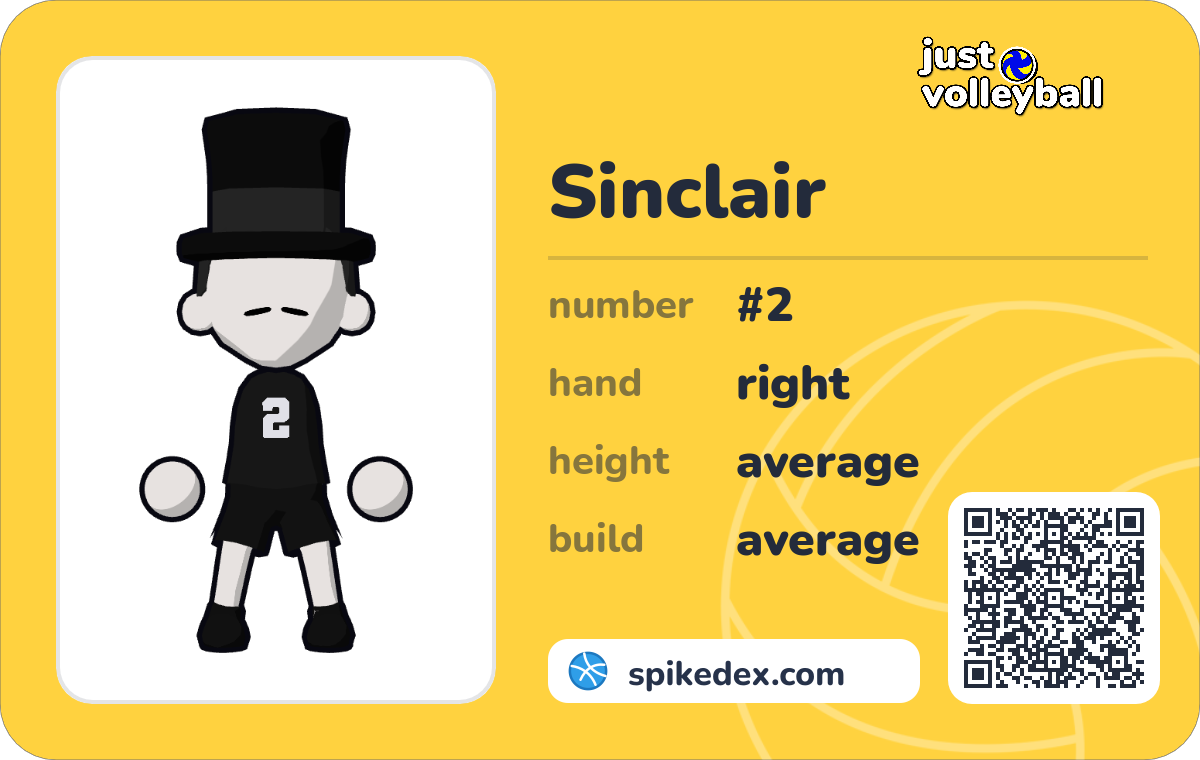 just
volleyball
Sinclair
number #2
hand right
height average
build average
2
spikedex.com